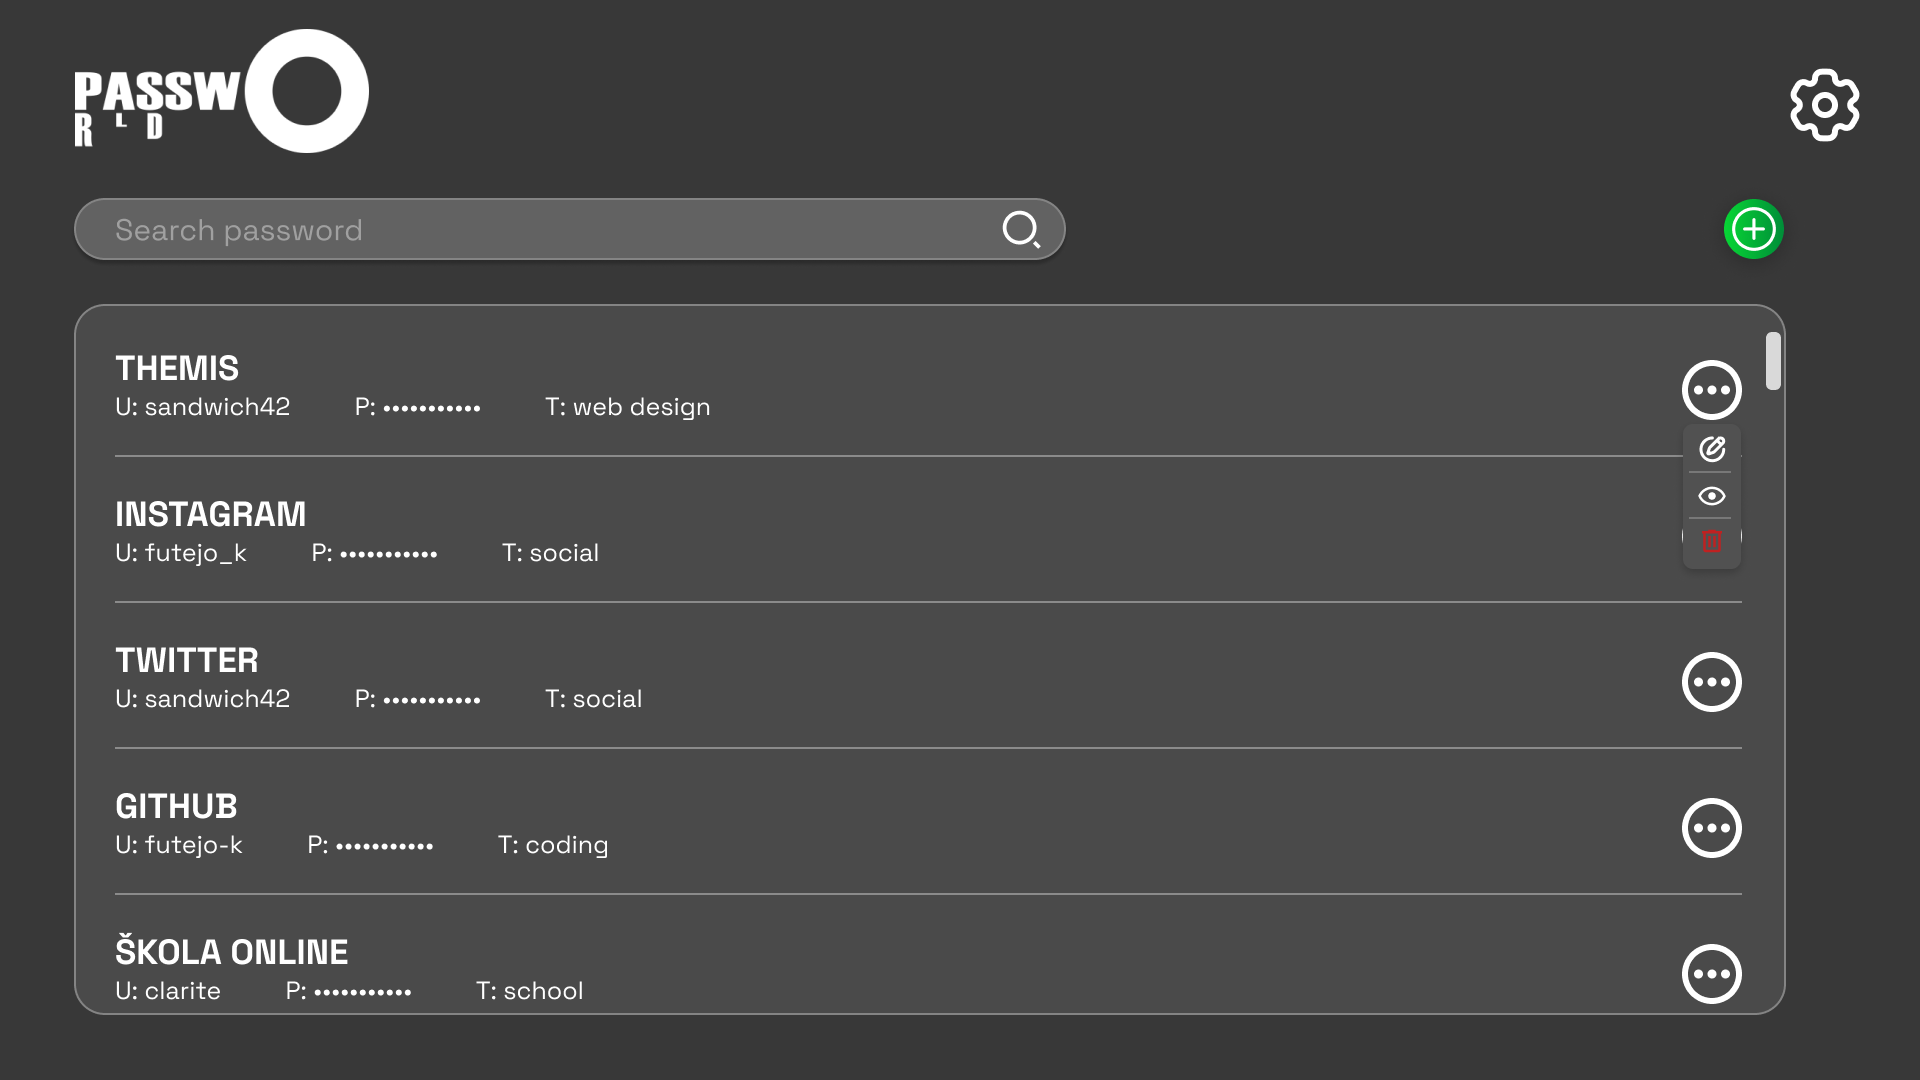 PASSWO
R L D
Search password
THEMIS
U: sandwich42 P: ••••••••••• T: web design
INSTAGRAM
U: futejo_k P: ••••••••••• T: social
TWITTER
U: sandwich42 P: ••••••••••• T: social
GITHUB
U: futejo-k P: ••••••••••• T: coding
ŠKOLA ONLINE
U: clarite P: ••••••••••• T: school